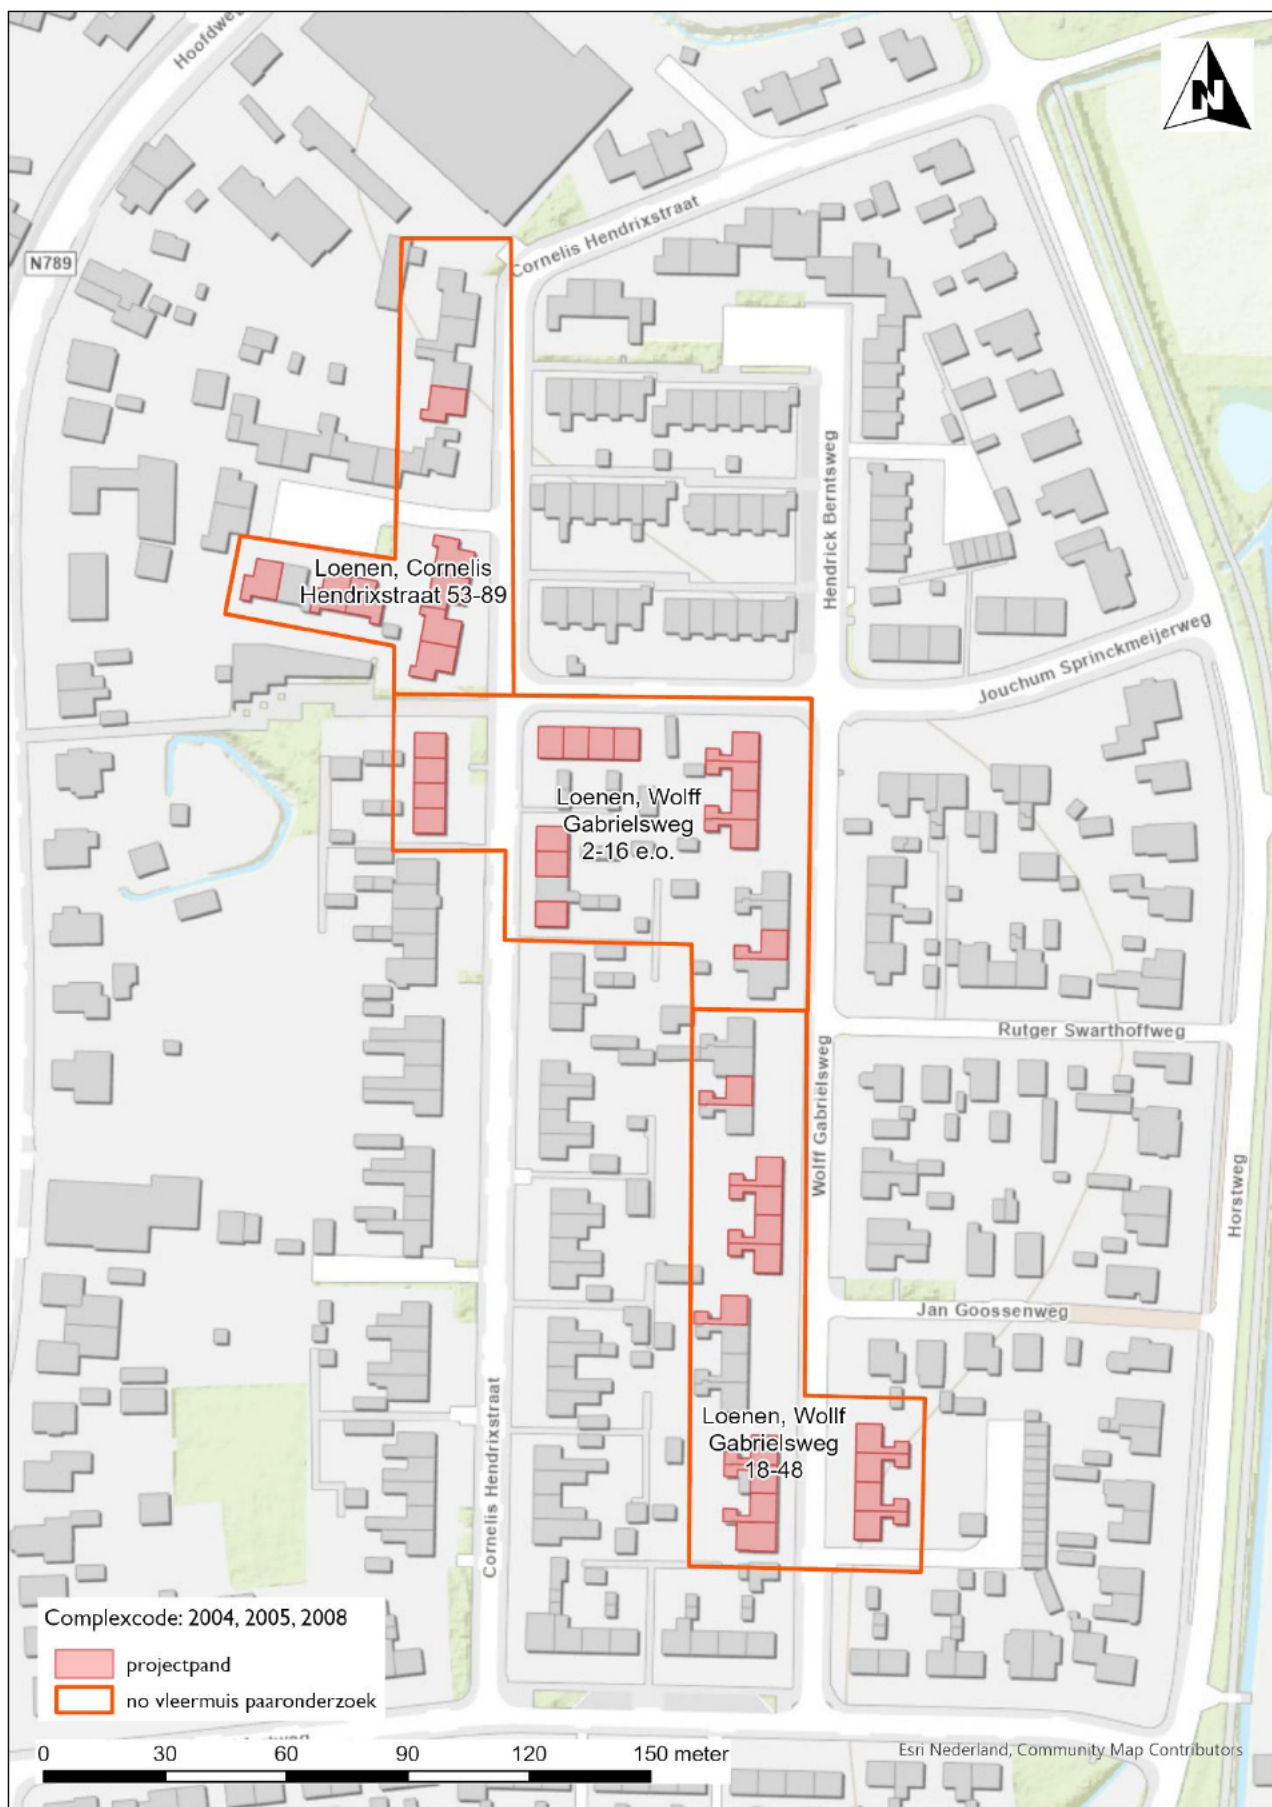 Hoofdweg
N
N789
Cornelis Hendrixstraat
Hendrick Berntsweg
Loenen, Cornelis
Hendrixstraat 53-89
Jouchum Sprinckmeijerweg
Loenen, Wolff
Gabrielsweg
2-16 e.o.
Rutger Swarthoffweg
Wolff Gabriëlsweg
Horstweg
Jan Goossenweg
Cornelis Hendrixstraat
Loenen, Wollf
Gabrielsweg
18-48
Complexcode: 2004, 2005, 2008
projectpand
no vleermuis paaronderzoek
0 30 60 90 120 150 meter
Esri Nederland, Community Map Contributors